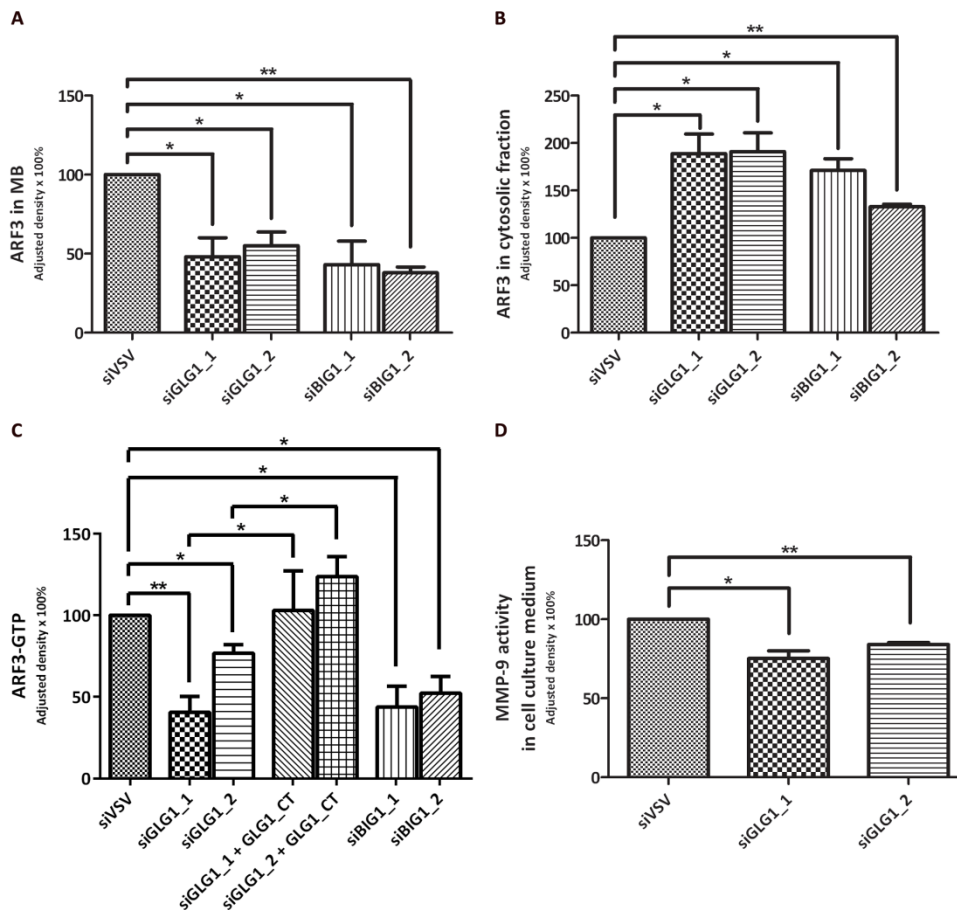 A
ARF3 in MB
Adjusted density x 100%
150
100
50
0
**
*
*
*
siVSV
siGLG1_1
siGLG1_2
siBIG1_1
siBIG1_2
B
ARF3 in cytosolic fraction
Adjusted density x 100%
250
200
150
100
50
0
**
*
*
*
siVSV
siGLG1_1
siGLG1_2
siBIG1_1
siBIG1_2
C
ARF3-GTP
Adjusted density x 100%
150
100
50
0
*
*
*
*
*
**
siVSV
siGLG1_1
siGLG1_2
siGLG1_1 + GLG1_CT
siGLG1_2 + GLG1_CT
siBIG1_1
siBIG1_2
D
MMP-9 activity
in cell culture medium
Adjusted density x 100%
150
100
50
0
**
*
siVSV
siGLG1_1
siGLG1_2